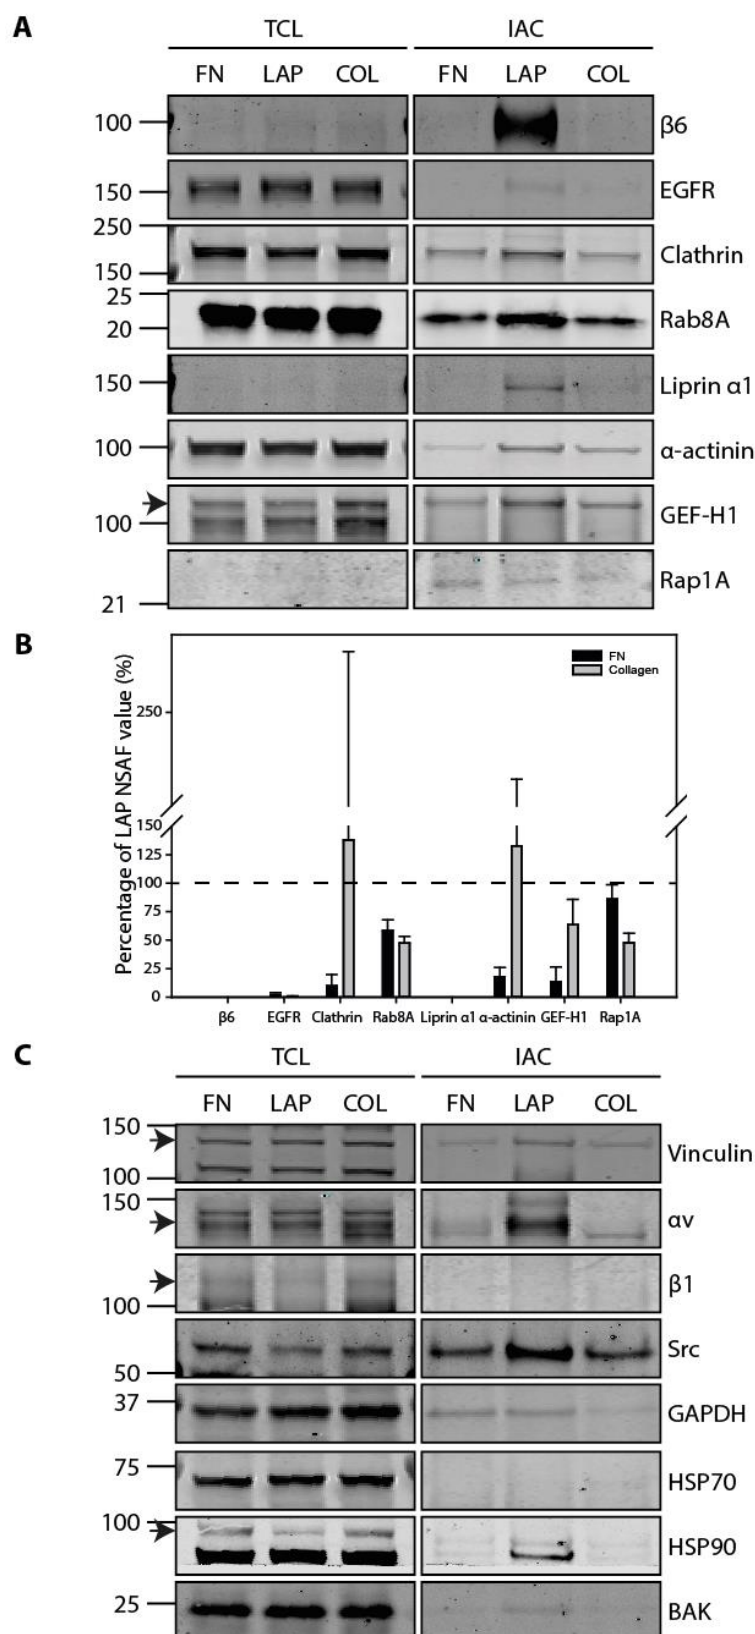 A
TCL IAC
FN LAP COL FN LAP COL
100 β6
150 EGFR
250
150 Clathrin
25
20 Rab8A
150 Liprin α1
100 α-actinin
100 GEF-H1
21 Rap1A
B
Percentage of LAP NSAF value (%)
FN
Collagen
250
150
125
100
75
50
25
0
β6 EGFR Clathrin Rab8A Liprin α1 α-actinin GEF-H1 Rap1A
C
TCL IAC
FN LAP COL FN LAP COL
150
100 Vinculin
150 αv
100 β1
50 Src
37 GAPDH
75 HSP70
100 HSP90
25 BAK